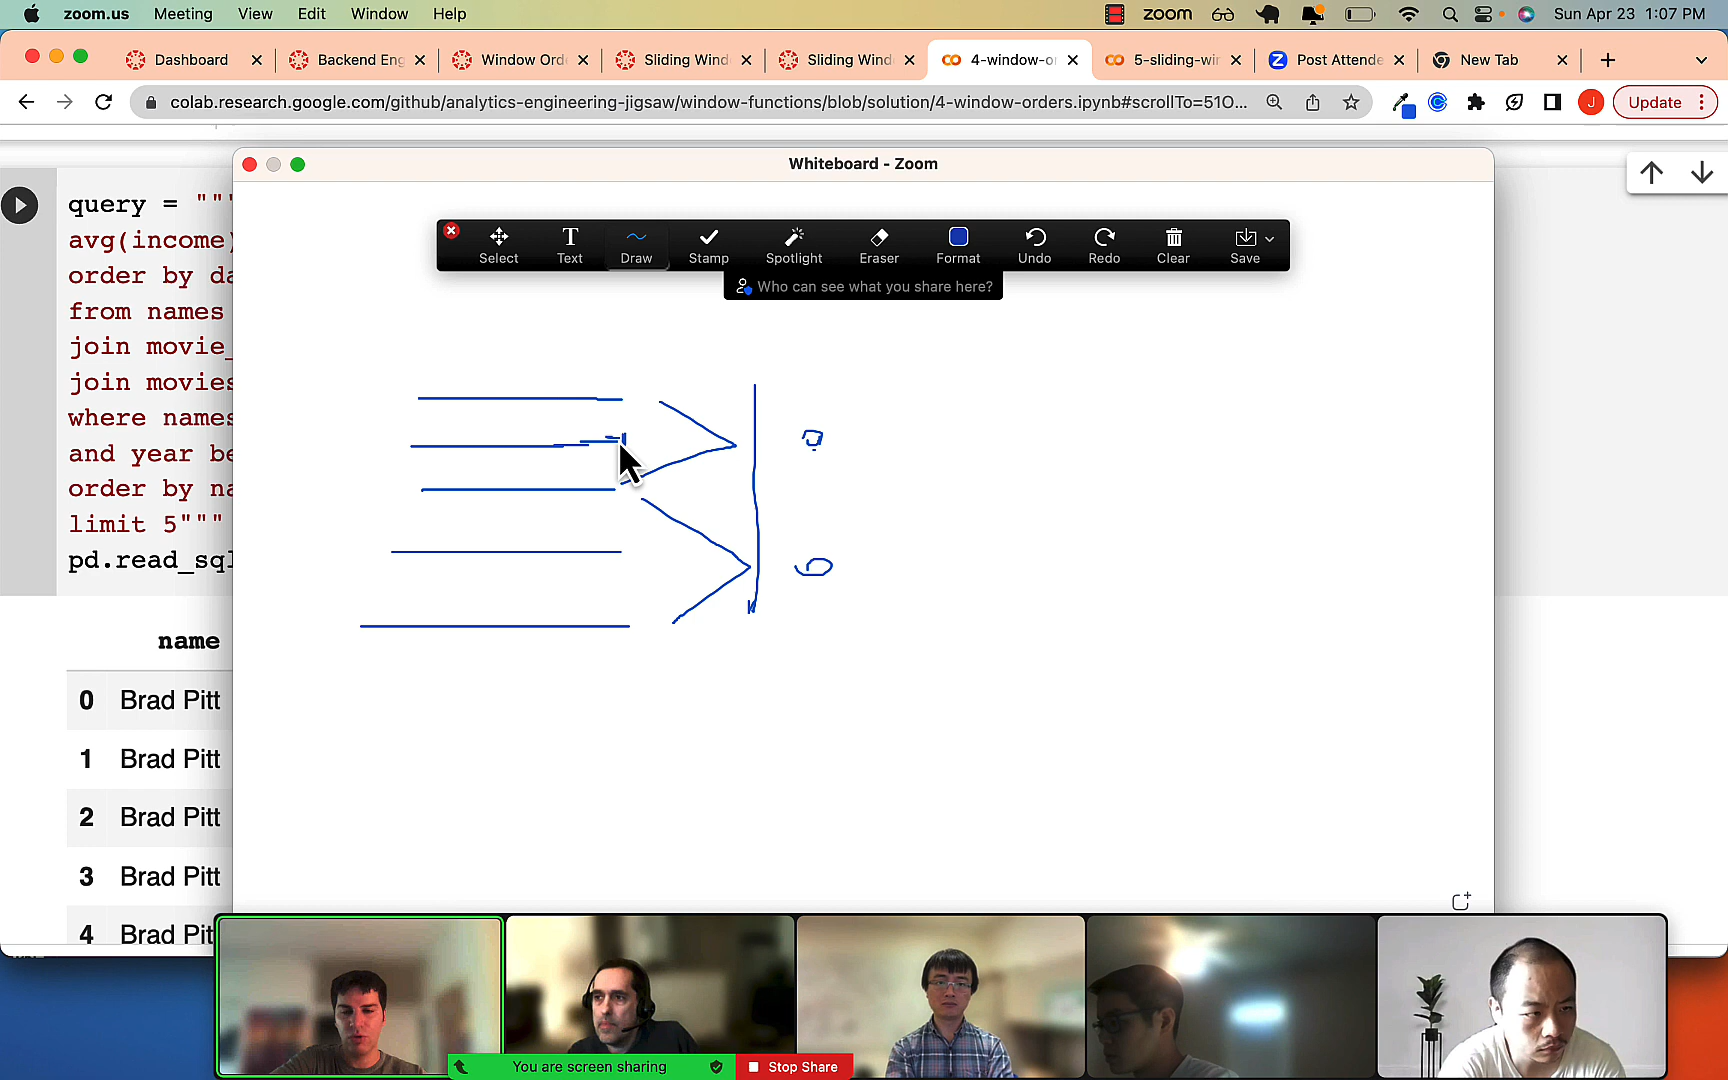 zoom.us Meeting View Edit Window Help zoom Sun Apr 23 1:07 PM
Dashboard Backend Eng Window Orde Sliding Wind Sliding Wind 4-window-or 5-sliding-wir Post Attende New Tab
colab.research.google.com/github/analytics-engineering-jigsaw/window-functions/blob/solution/4-window-orders.ipynb#scrollTo=51O... J Update
Whiteboard - Zoom
Select Text Draw Stamp Spotlight Eraser Format Undo Redo Clear Save
Who can see what you share here?
query = """
avg(income)
order by da
from names
join movie_
join movies
where names
and year be
order by na
limit 5"""
pd.read_sql
name
0 Brad Pitt
1 Brad Pitt
2 Brad Pitt
3 Brad Pitt
4 Brad Pitt
You are screen sharing Stop Share